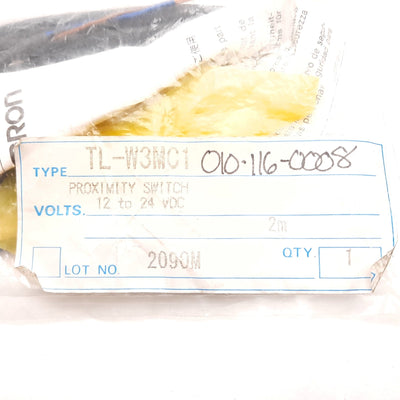 TYPE TL-W3MC1 010-116-0008
PROXIMITY SWITCH
VOLTS. 12 to 24 VDC
2m
LOT NO. 2090M QTY. 1